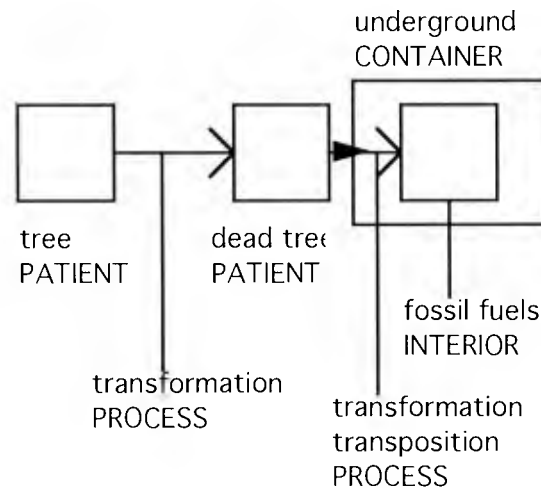 underground
CONTAINER
tree
PATIENT
dead tree
PATIENT
fossil fuels
INTERIOR
transformation
PROCESS
transformation
transposition
PROCESS